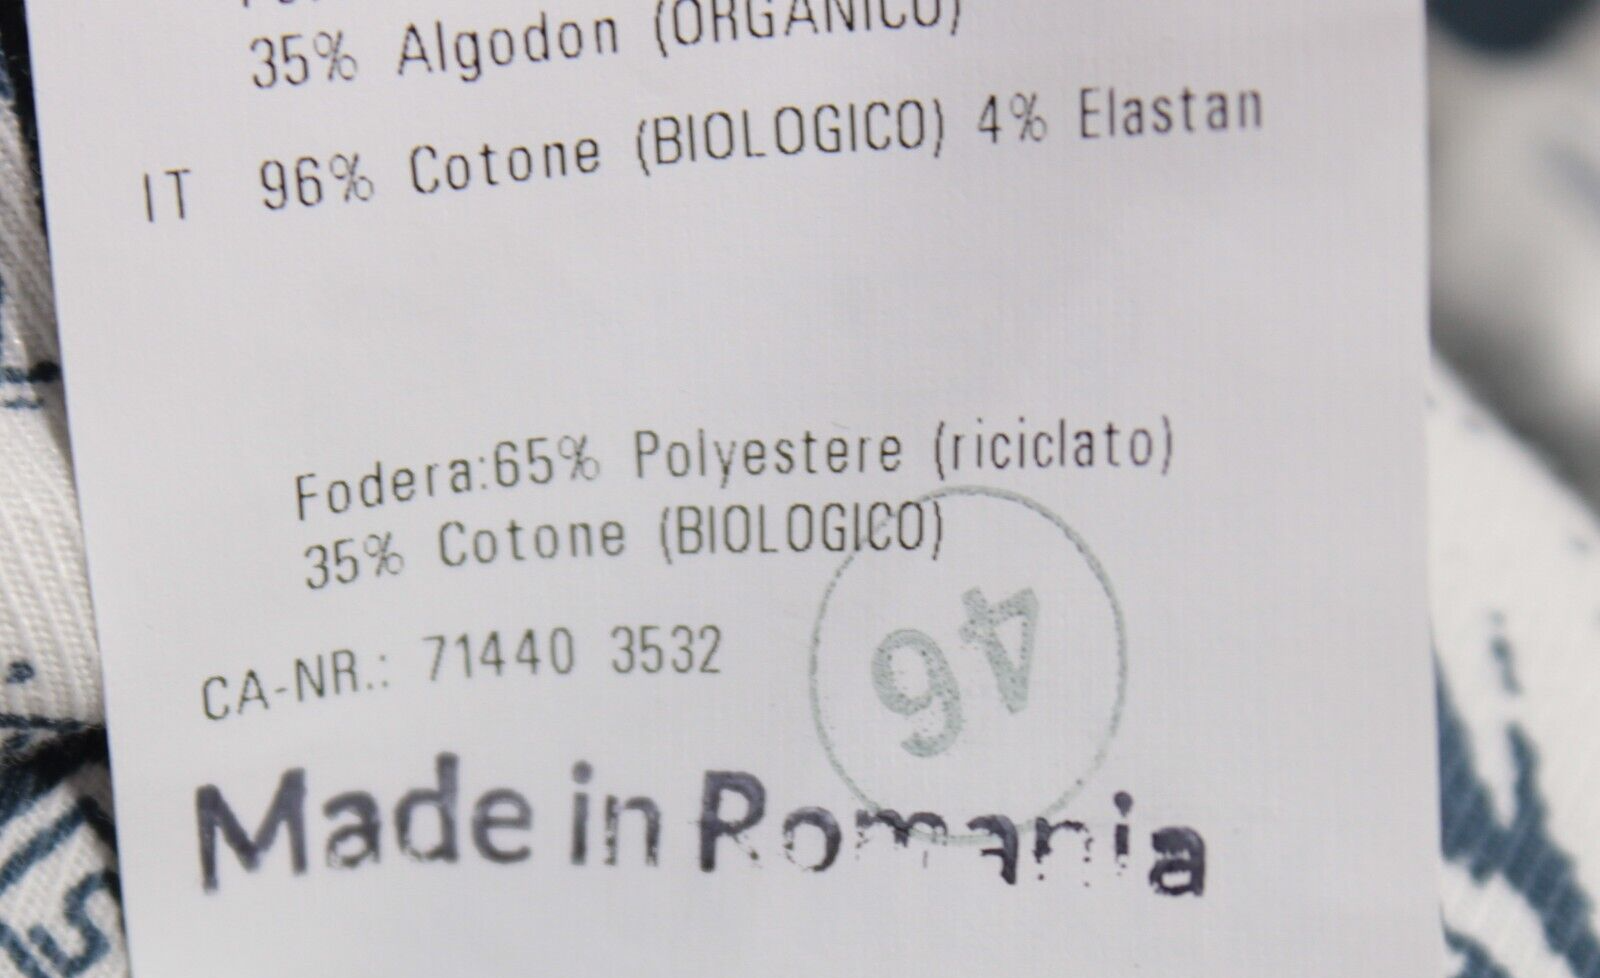 35% Algodon (ORGANICO)
IT 96% Cotone (BIOLOGICO) 4% Elastan
Fodera:65% Polyestere (riciclato)
35% Cotone (BIOLOGICO)
CA-NR.: 71440 3532
46
Made in Romania